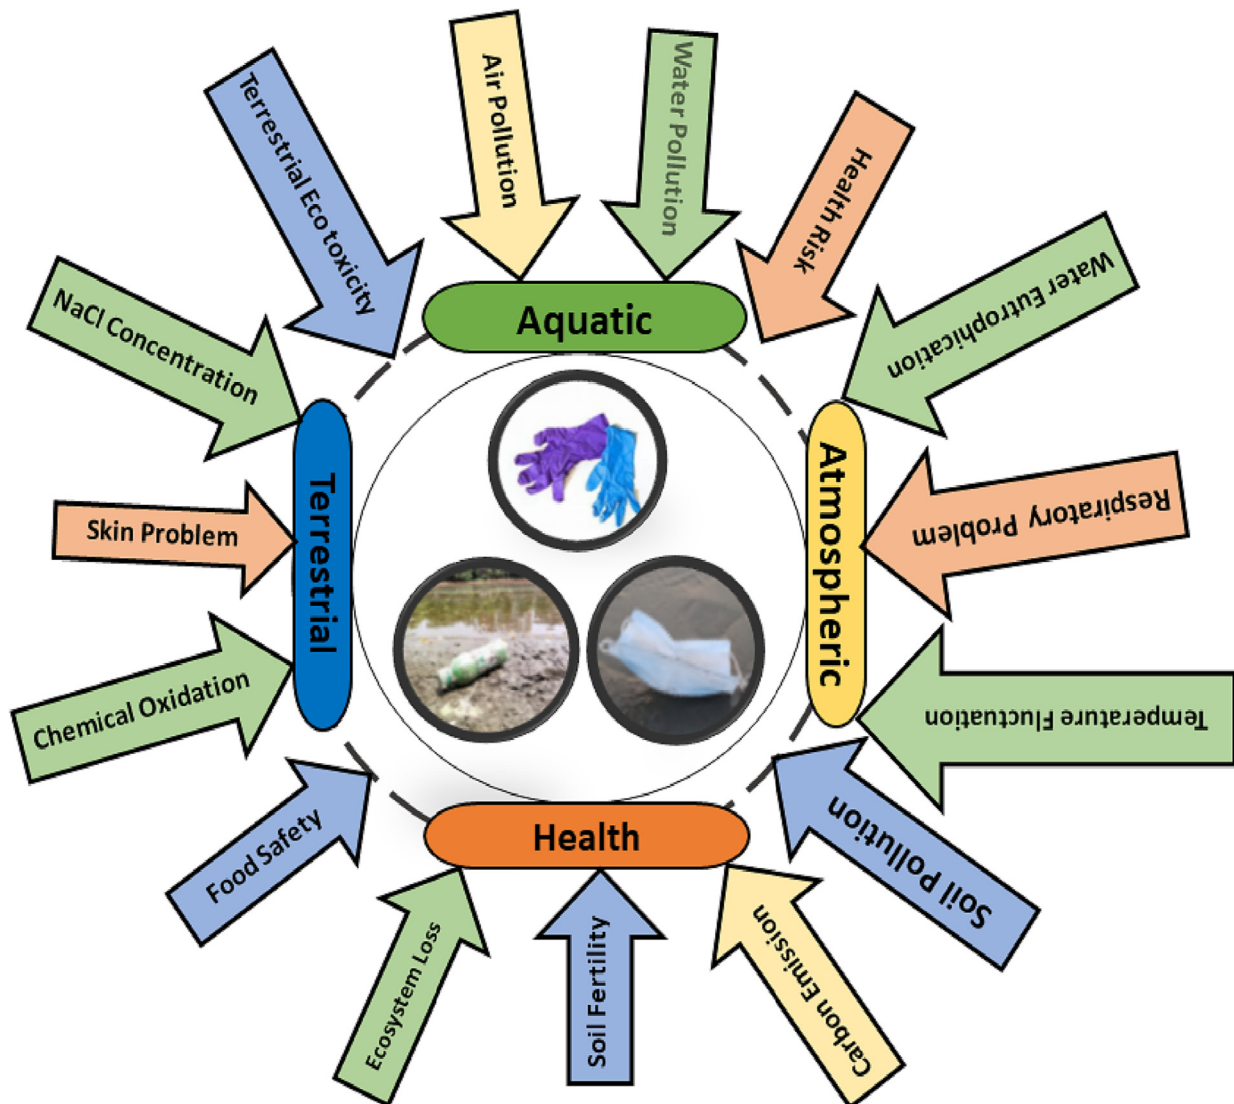 Air Pollution
Water Pollution
Health Risk
Water Eutrophication
Respiratory Problem
Temperature Fluctuation
Soil Pollution
Carbon Emission
Soil Fertility
Ecosystem Loss
Food Safety
Chemical Oxidation
Skin Problem
NaCl Concentration
Terrestrial Eco toxicity
Aquatic
Atmospheric
Health
Terrestrial